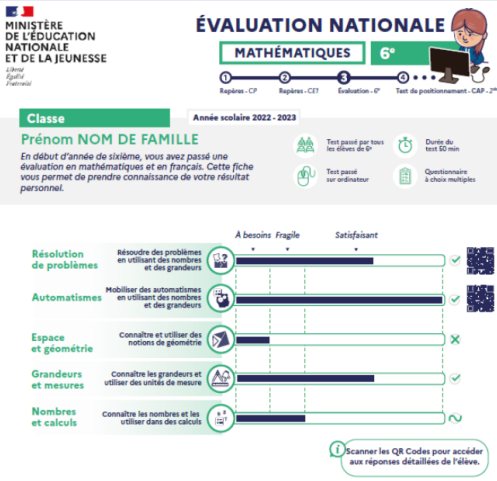 MINISTÈRE
DE L'ÉDUCATION
NATIONALE
ET DE LA JEUNESSE
Liberté
Égalité
Fraternité
ÉVALUATION NATIONALE
MATHÉMATIQUES
6e
1
2
3
4
Repères - CP
Repères - CE1
Évaluation - 6e
Test de positionnement - CAP - 2de
Classe
Année scolaire 2022 - 2023
Prénom NOM DE FAMILLE
En début d'année de sixième, vous avez passé une
évaluation en mathématiques et en français. Cette fiche
vous permet de prendre connaissance de votre résultat
personnel.
Test passé par tous
les élèves de 6e
Durée du
test 50 min
Test passé
sur ordinateur
Questionnaire
à choix multiples
À besoins Fragile Satisfaisant
Résolution
de problèmes
Résoudre des problèmes
en utilisant des nombres
et des grandeurs
Automatismes
Mobiliser des automatismes
en utilisant des nombres
et des grandeurs
Espace
et géométrie
Connaître et utiliser des
notions de géométrie
Grandeurs
et mesures
Connaître les grandeurs et
utiliser des unités de mesure
Nombres
et calculs
Connaître les nombres et les
utiliser dans des calculs
i
Scanner les QR Codes pour accéder
aux réponses détaillées de l'élève.